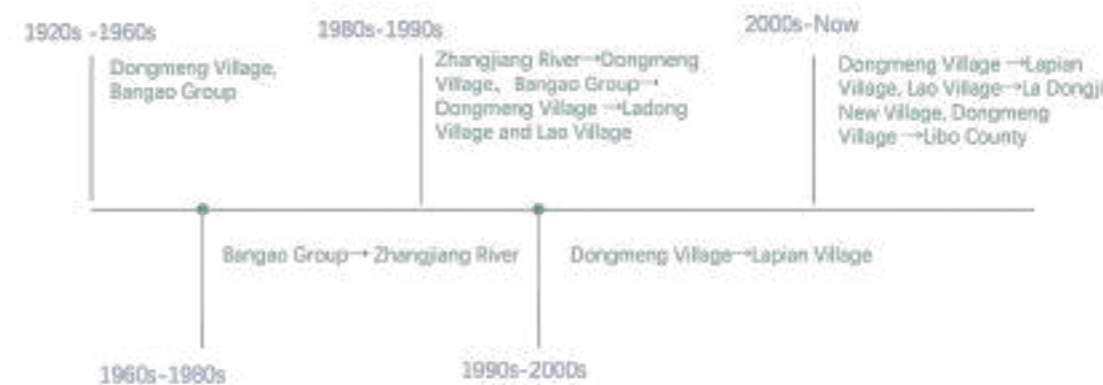 1920s -1960s
Dongmeng Village,
Bangao Group
1980s-1990s
Zhangjiang River→Dongmeng
Village、Bangao Group→
Dongmeng Village →Ladong
Village and Lao Village
2000s-Now
Dongmeng Village →Lapian
Village, Lao Village→La Dongji
New Village, Dongmeng
Village →Libo County
Bangao Group→ Zhangjiang River
Dongmeng Village→Lapian Village
1960s-1980s
1990s-2000s